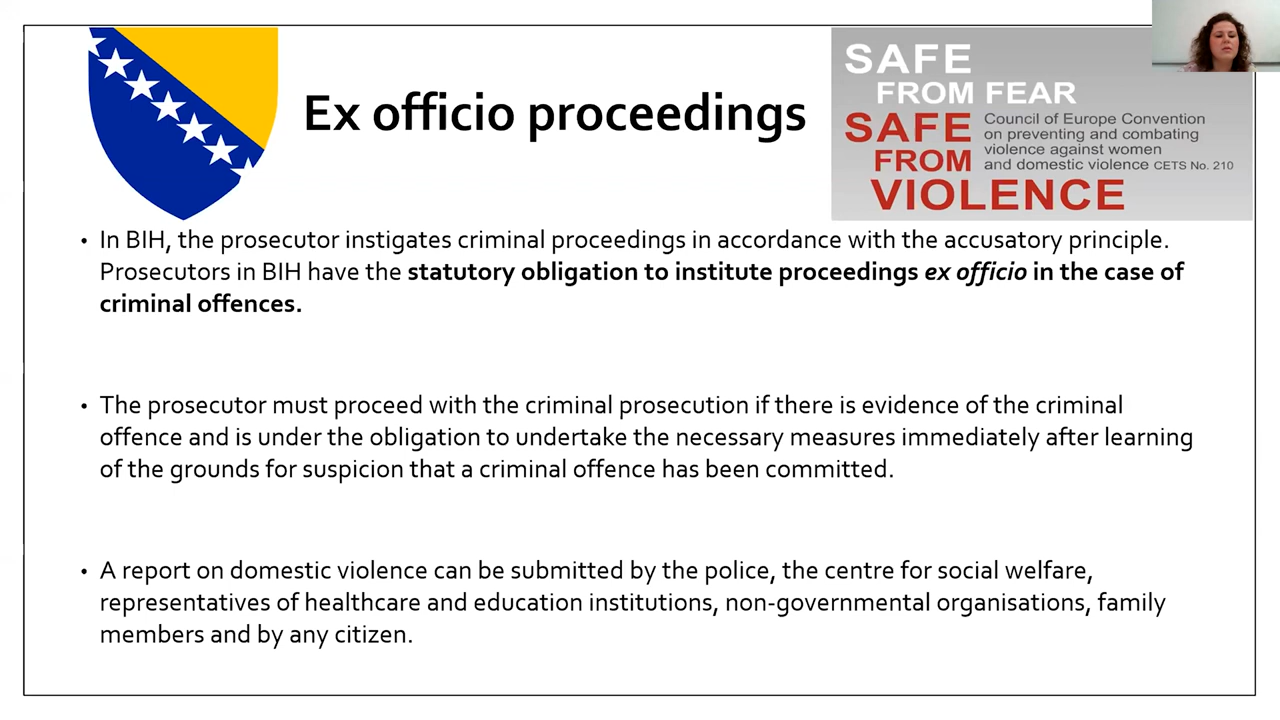 Ex officio proceedings
SAFE
FROM FEAR
SAFE
FROM
VIOLENCE
Council of Europe Convention
on preventing and combating
violence against women
and domestic violence CETS No. 210
• In BIH, the prosecutor instigates criminal proceedings in accordance with the accusatory principle.
Prosecutors in BIH have the statutory obligation to institute proceedings ex officio in the case of
criminal offences.
• The prosecutor must proceed with the criminal prosecution if there is evidence of the criminal
offence and is under the obligation to undertake the necessary measures immediately after learning
of the grounds for suspicion that a criminal offence has been committed.
• A report on domestic violence can be submitted by the police, the centre for social welfare,
representatives of healthcare and education institutions, non-governmental organisations, family
members and by any citizen.